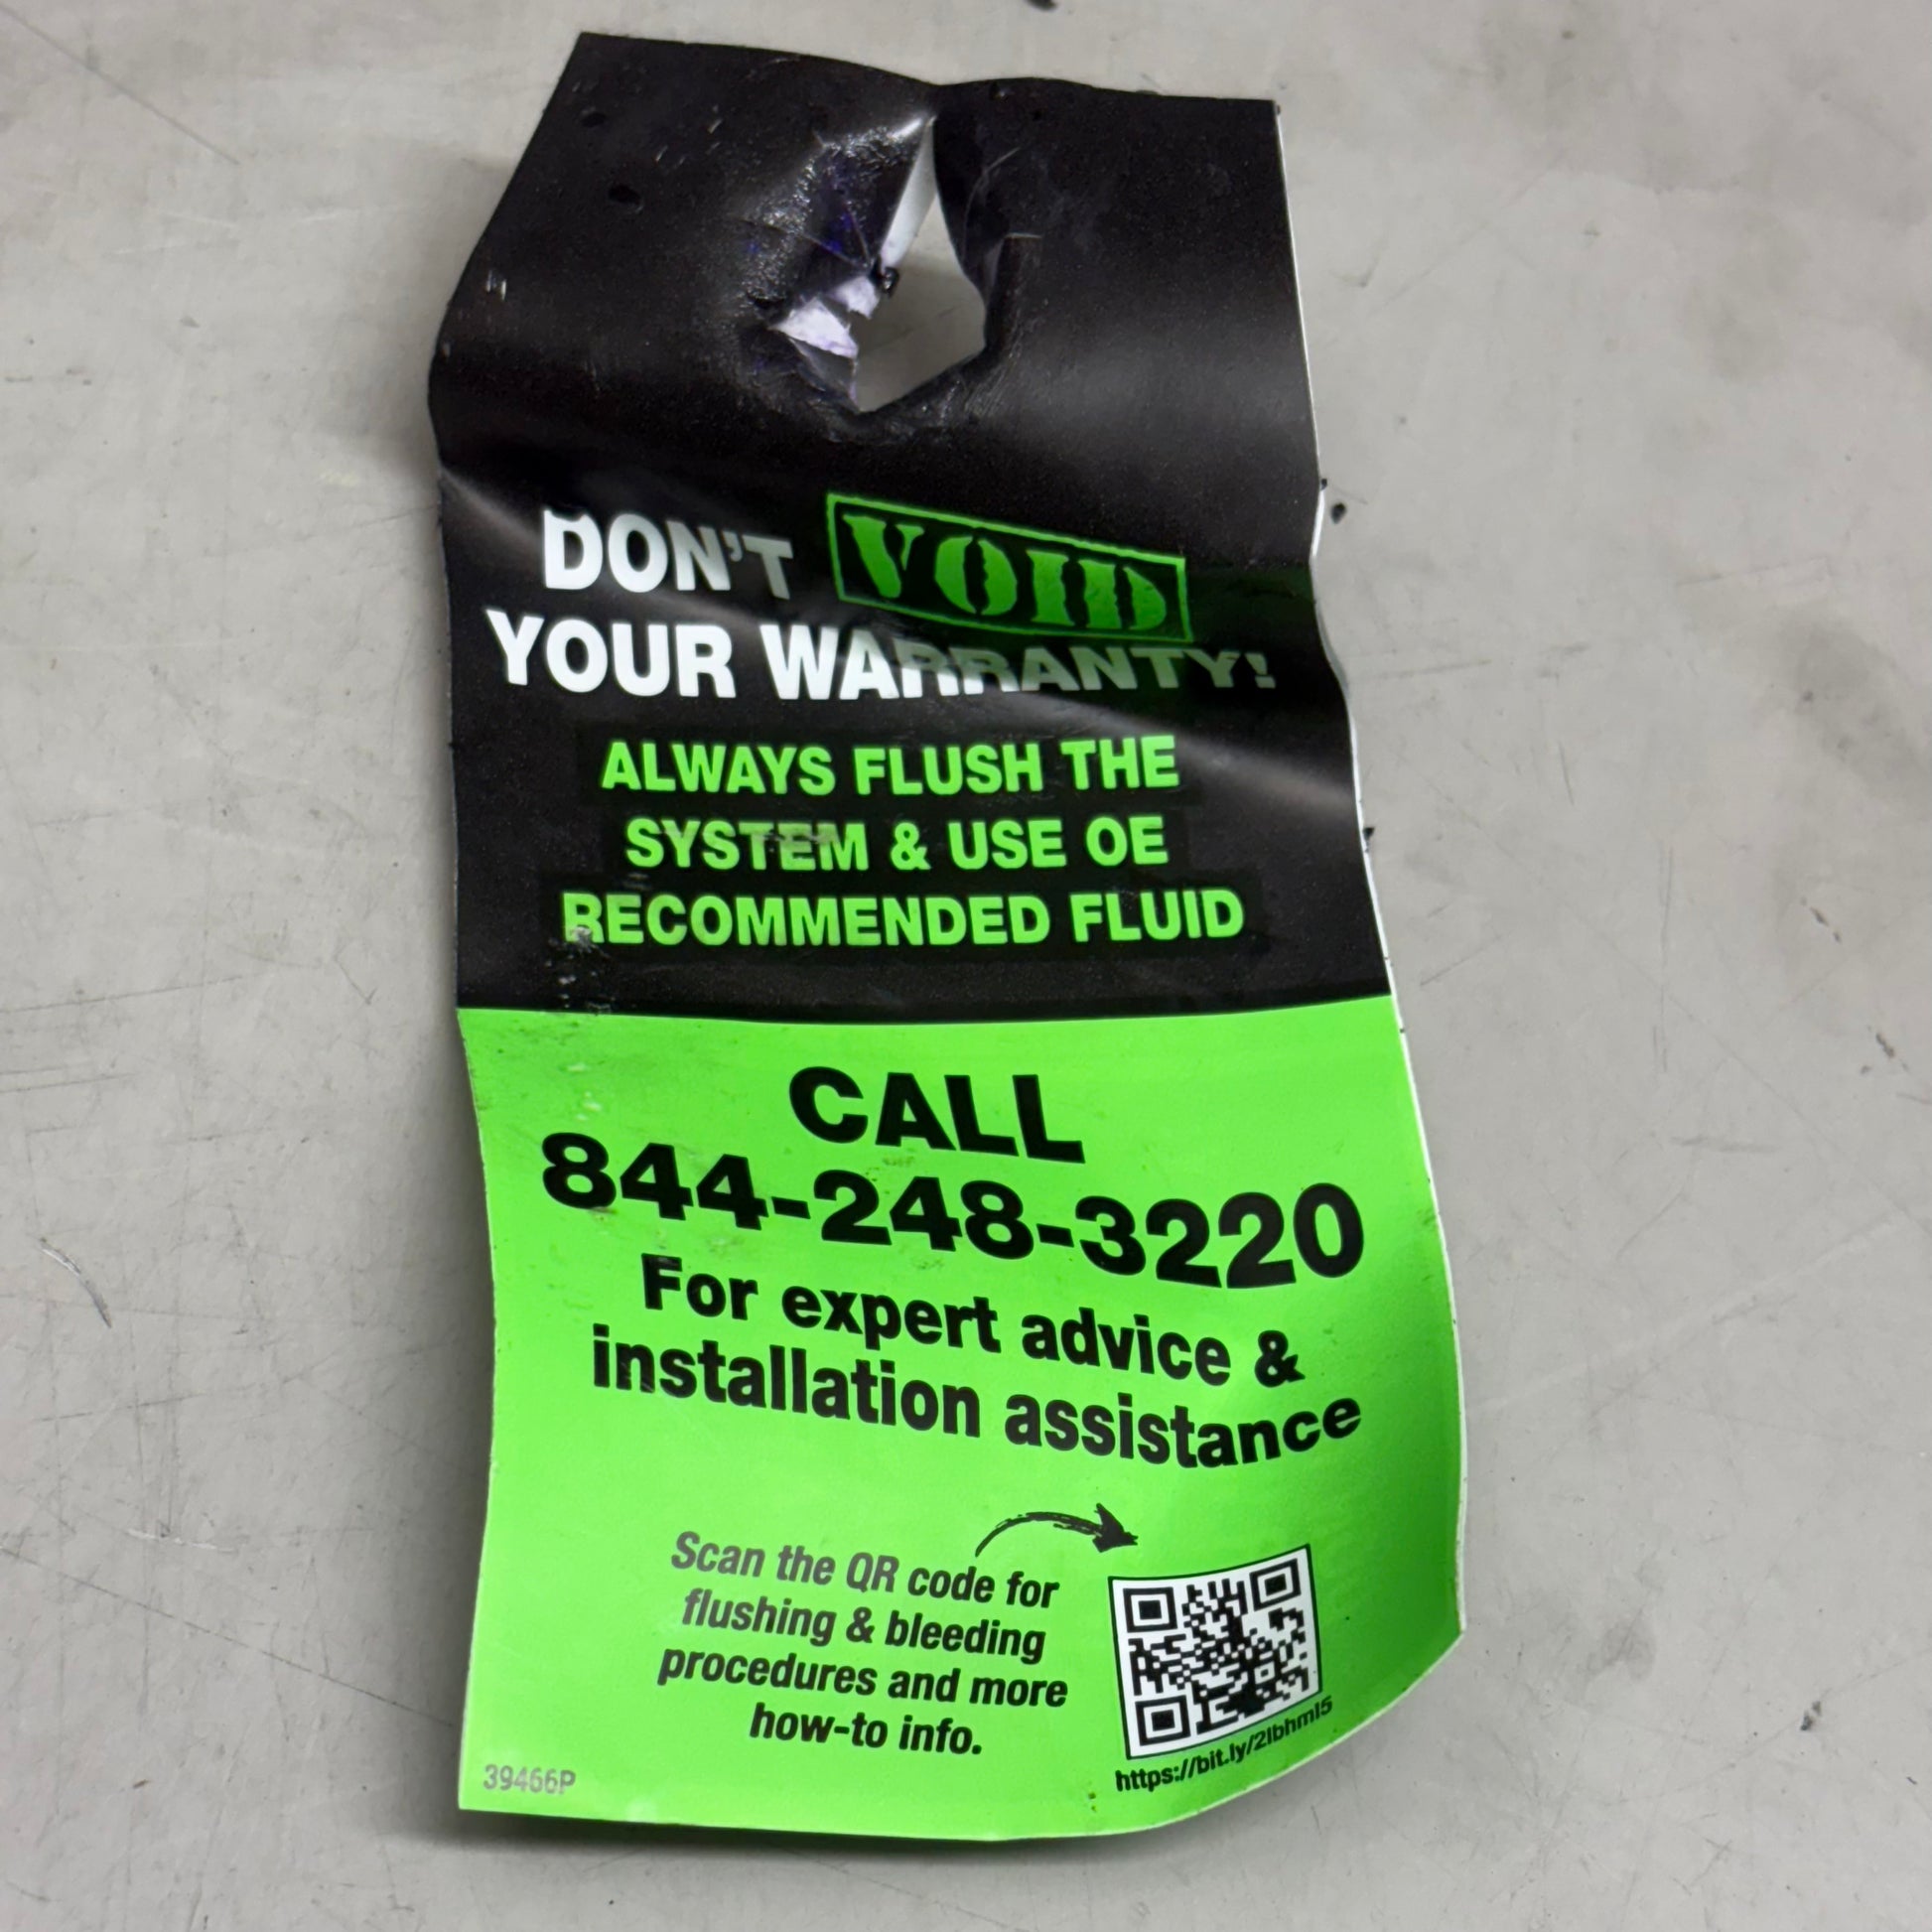 DON'T VOID
YOUR WARRANTY!
ALWAYS FLUSH THE
SYSTEM & USE OE
RECOMMENDED FLUID
CALL
844-248-3220
For expert advice &
installation assistance
Scan the QR code for
flushing & bleeding
procedures and more
how-to info.
https://bit.ly/2lbhml5
39466P